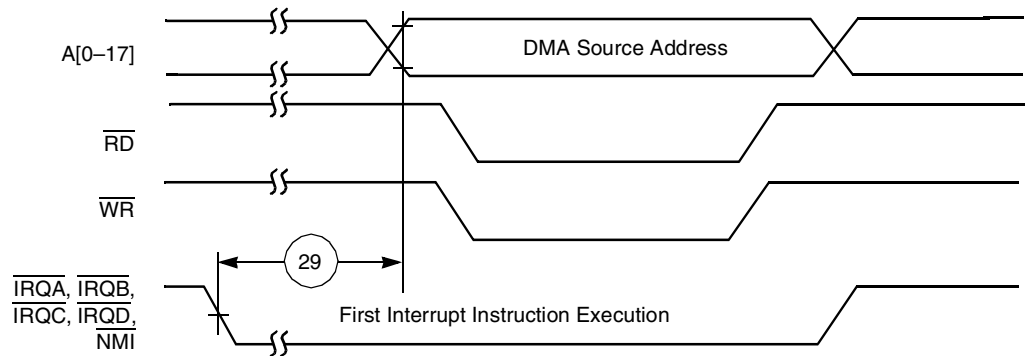 A[0–17]
DMA Source Address
RD
WR
29
IRQA, IRQB,
IRQC, IRQD,
NMI
First Interrupt Instruction Execution